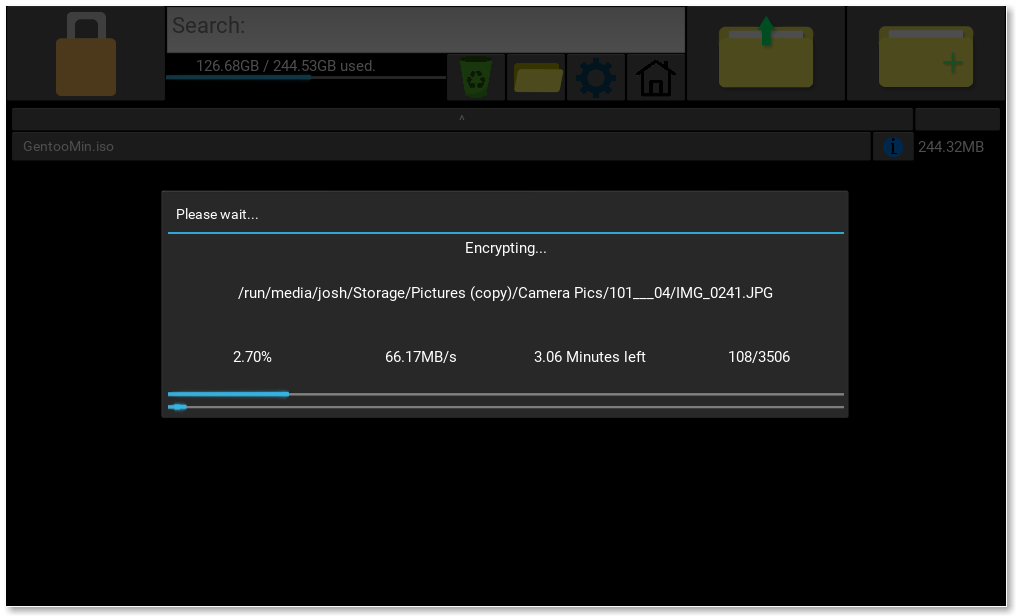 Search:
126.68GB / 244.53GB used.
^
GentooMin.iso
i 244.32MB
Please wait...
Encrypting...
/run/media/josh/Storage/Pictures (copy)/Camera Pics/101___04/IMG_0241.JPG
2.70% 66.17MB/s 3.06 Minutes left 108/3506